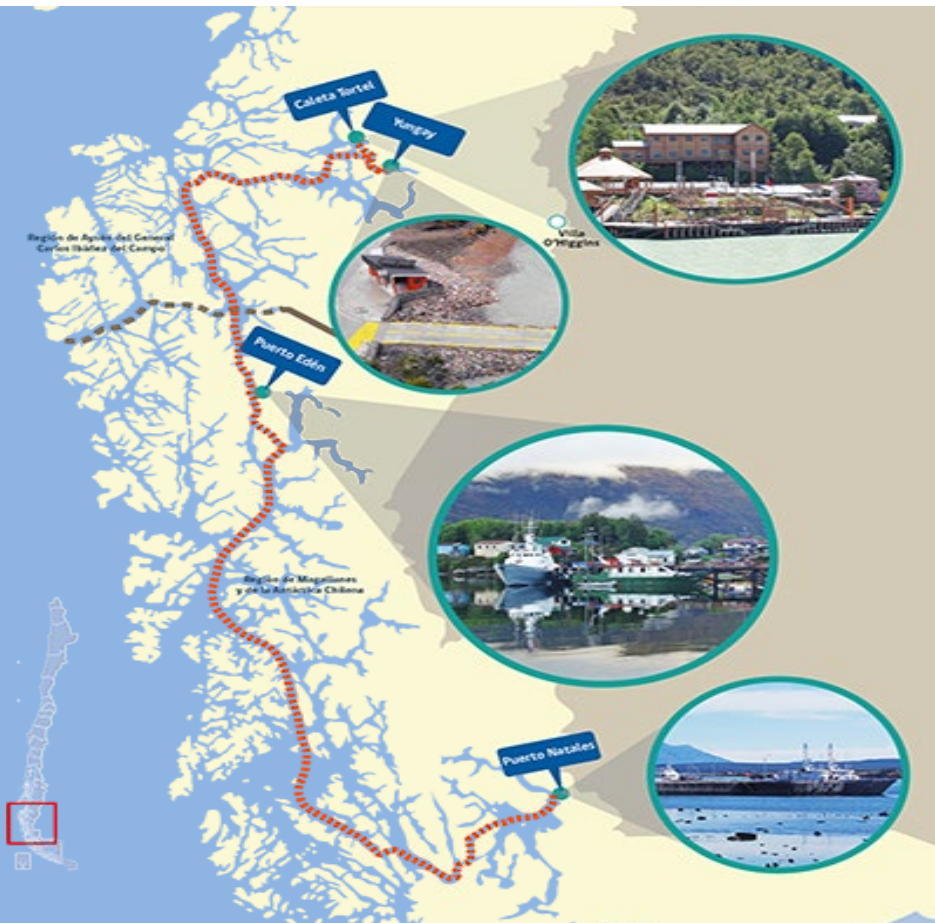 Caleta Tortel
Yungay
Villa
O'Higgins
Región de Aysén del General
Carlos Ibáñez del Campo
Puerto Edén
Región de Magallanes
y de la Antártica Chilena
Puerto Natales